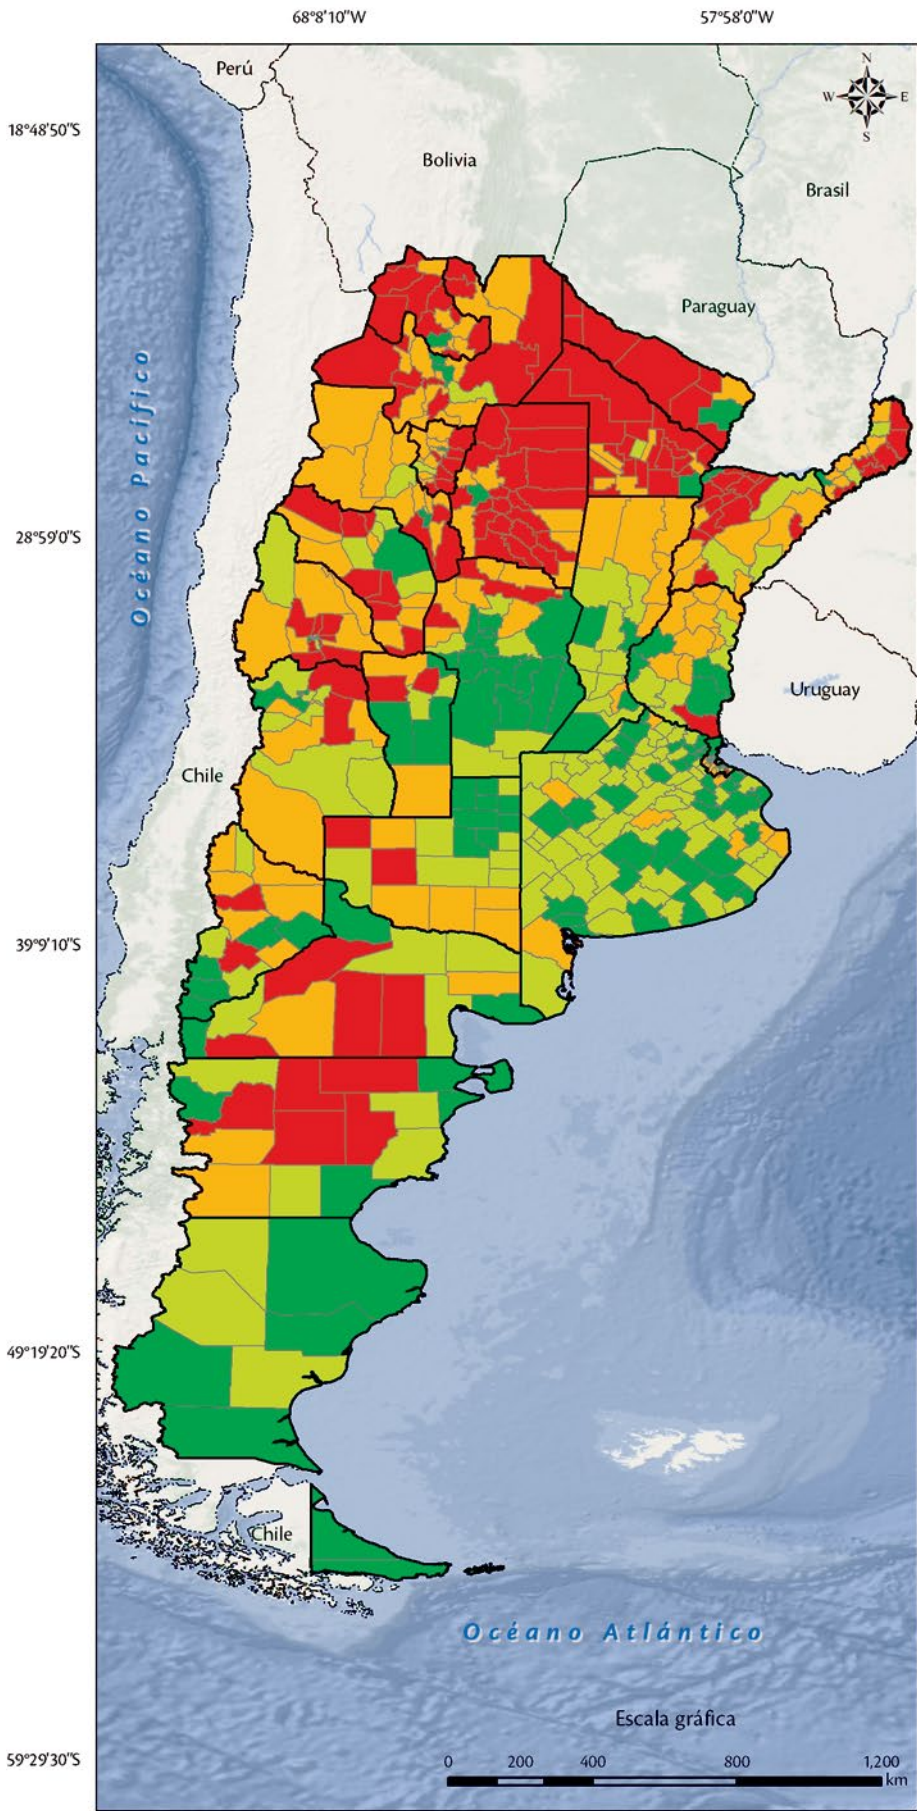 68°8'10"W
57°58'0"W
Perú
N
W
E
S
18°48'50"S
Bolivia
Brasil
Paraguay
Océano Pacífico
28°59'0"S
Uruguay
Chile
39°9'10"S
49°19'20"S
Chile
Océano Atlántico
Escala gráfica
59°29'30"S
0 200 400 800 1,200
km